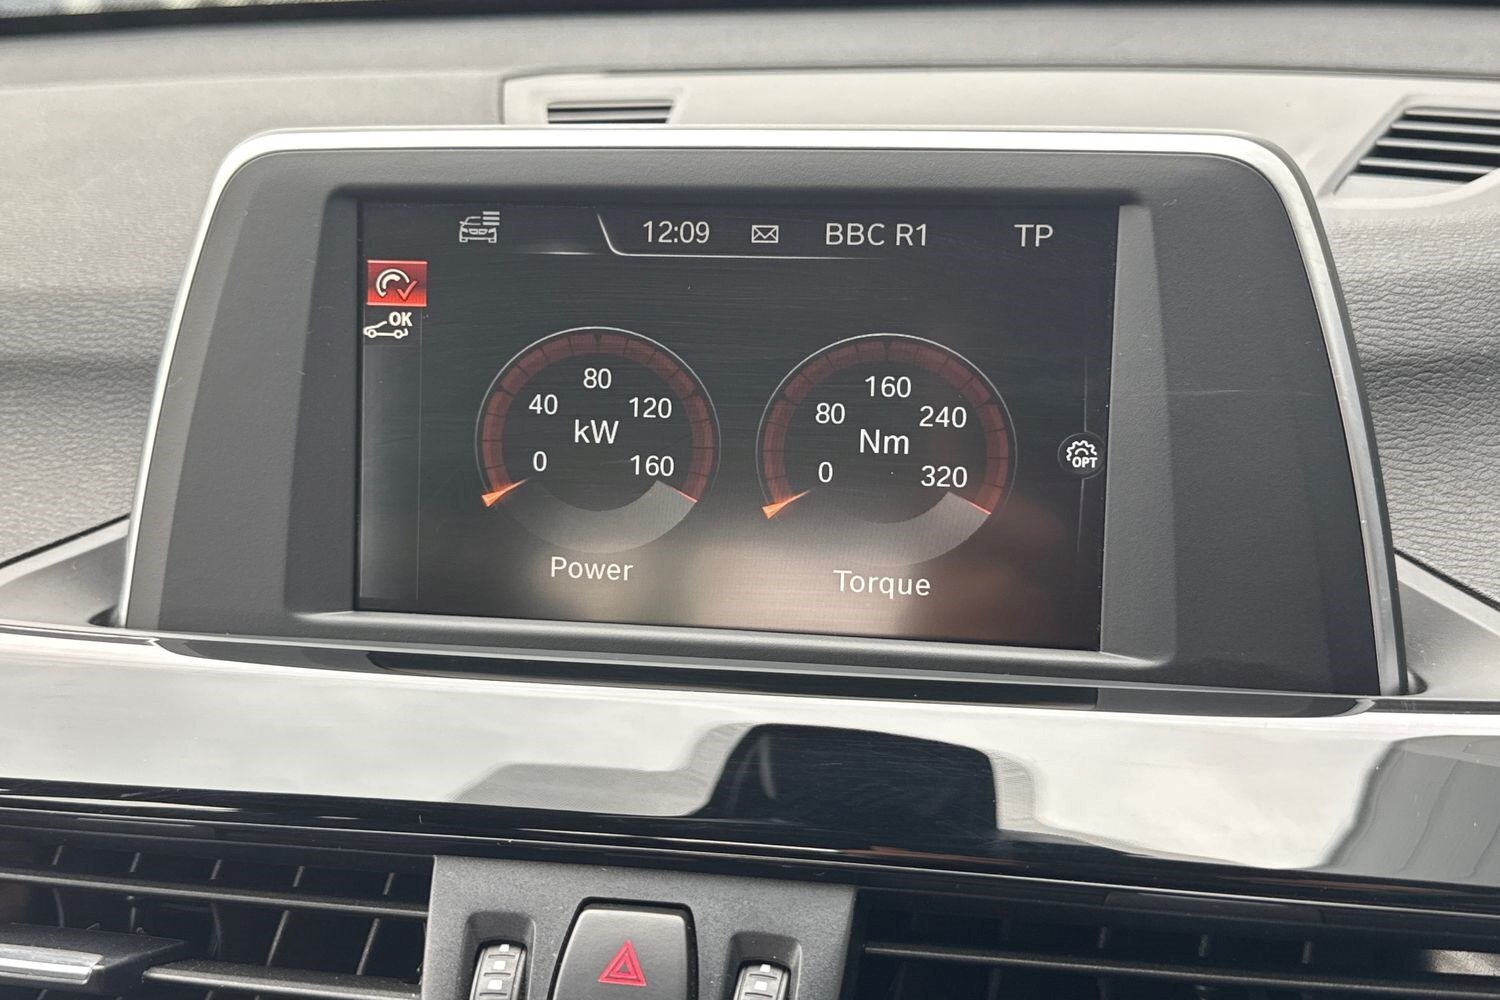 12:09 BBC R1 TP
OK
80
40 120
kW
0 160
Power
160
80 240
Nm
0 320
Torque
OPT